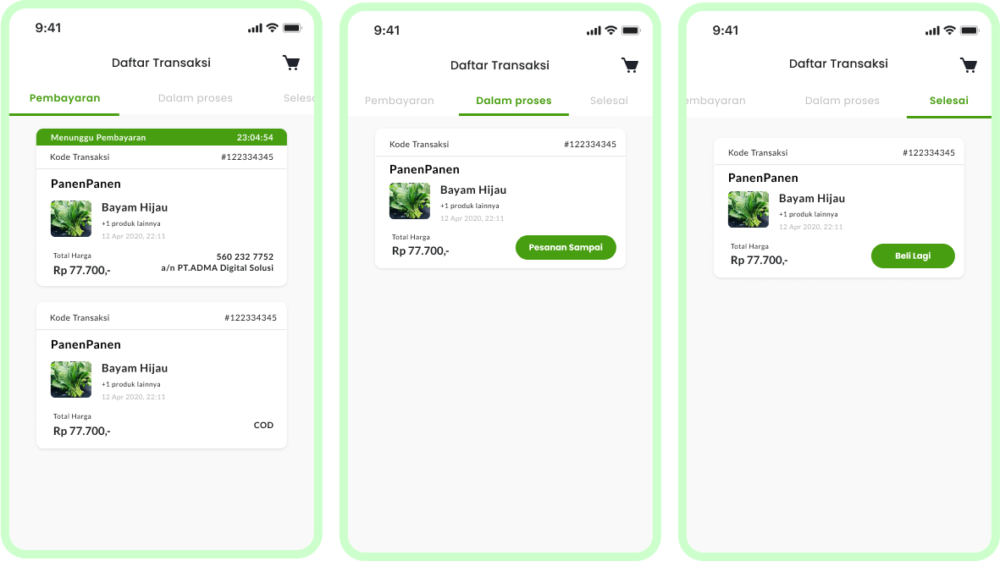 9:41
Daftar Transaksi
Pembayaran Dalam proses
Menunggu Pembayaran 23:04:54
Kode Transaksi #122334345
PanenPanen
Bayam Hijau
+1 produk lainnya
12 Apr 2020, 22:11
Total Harga
Rp 77.700,-
560 232 7752
a/n PT.ADMA Digital Solusi
Kode Transaksi #122334345
PanenPanen
Bayam Hijau
+1 produk lainnya
12 Apr 2020, 22:11
Total Harga
Rp 77.700,-
COD
9:41
Daftar Transaksi
Pembayaran Dalam proses Selesai
Kode Transaksi #122334345
PanenPanen
Bayam Hijau
+1 produk lainnya
12 Apr 2020, 22:11
Total Harga
Rp 77.700,-
Pesanan Sampai
9:41
Daftar Transaksi
embayaran Dalam proses Selesai
Kode Transaksi #122334345
PanenPanen
Bayam Hijau
+1 produk lainnya
12 Apr 2020, 22:11
Total Harga
Rp 77.700,-
Beli Lagi